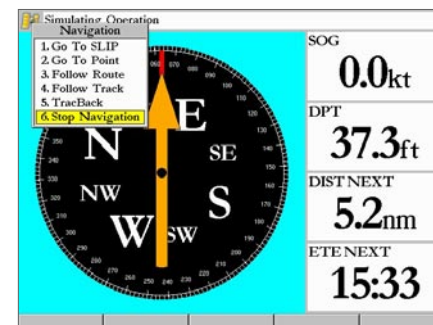 Simulating Operation
Navigation
1. Go To SLIP
2. Go To Point
3. Follow Route
4. Follow Track
5. TracBack
6. Stop Navigation
N
E
SE
S
SW
W
NW
SOG
0.0kt
DPT
37.3ft
DIST NEXT
5.2nm
ETE NEXT
15:33